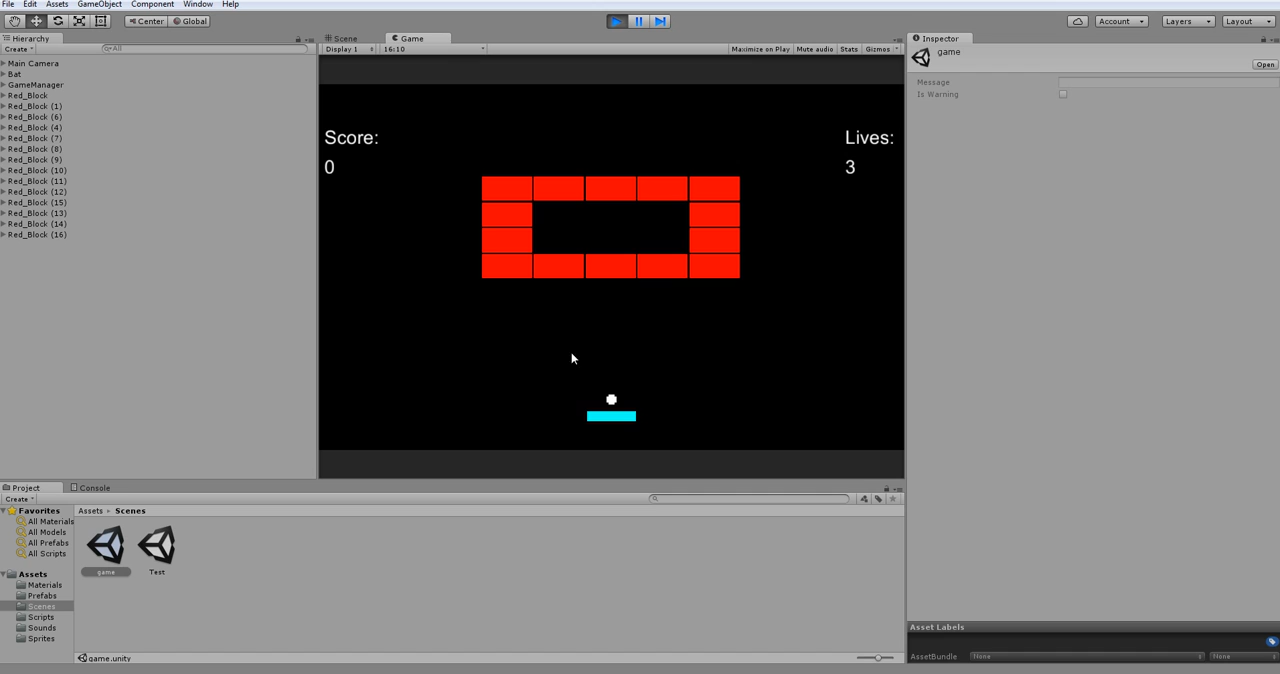 File Edit Assets GameObject Component Window Help
Center Global
Account Layers Layout
Hierarchy
Create All
Main Camera
Bat
GameManager
Red_Block
Red_Block (1)
Red_Block (6)
Red_Block (4)
Red_Block (7)
Red_Block (8)
Red_Block (9)
Red_Block (10)
Red_Block (11)
Red_Block (12)
Red_Block (15)
Red_Block (13)
Red_Block (14)
Red_Block (16)
Scene Game
Display 1 16:10 Maximize on Play Mute audio Stats Gizmos
Score:
0
Lives:
3
Inspector
game
Open
Message
Is Warning
Project Console
Create
Favorites
All Materials
All Models
All Prefabs
All Scripts
Assets
Materials
Prefabs
Scenes
Scripts
Sounds
Sprites
Assets Scenes
game Test
game.unity
Asset Labels
AssetBundle None None